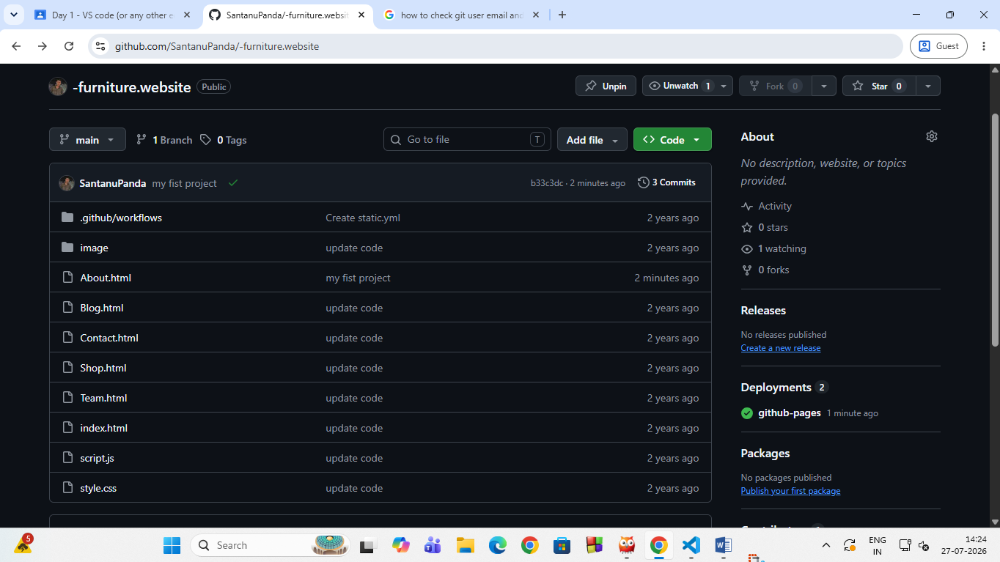 Day 1 - VS code (or any other e
SantanuPanda/-furniture.websit
how to check git user email and
github.com/SantanuPanda/-furniture.website
Guest
-furniture.website Public
Unpin
Unwatch 1
Fork 0
Star 0
main
1 Branch
0 Tags
Go to file T
Add file
Code
SantanuPanda my fist project
b33c3dc · 2 minutes ago
3 Commits
.github/workflows Create static.yml 2 years ago
image update code 2 years ago
About.html my fist project 2 minutes ago
Blog.html update code 2 years ago
Contact.html update code 2 years ago
Shop.html update code 2 years ago
Team.html update code 2 years ago
index.html update code 2 years ago
script.js update code 2 years ago
style.css update code 2 years ago
About
No description, website, or topics
provided.
Activity
0 stars
1 watching
0 forks
Releases
No releases published
Create a new release
Deployments 2
github-pages 1 minute ago
Packages
No packages published
Publish your first package
5
Search
ENG
IN
14:24
27-07-2026